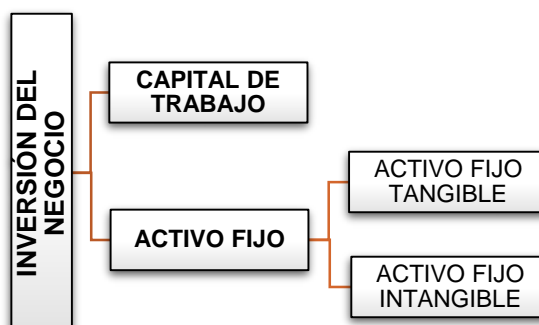 INVERSIÓN DEL
NEGOCIO
CAPITAL DE
TRABAJO
ACTIVO FIJO
ACTIVO FIJO
TANGIBLE
ACTIVO FIJO
INTANGIBLE